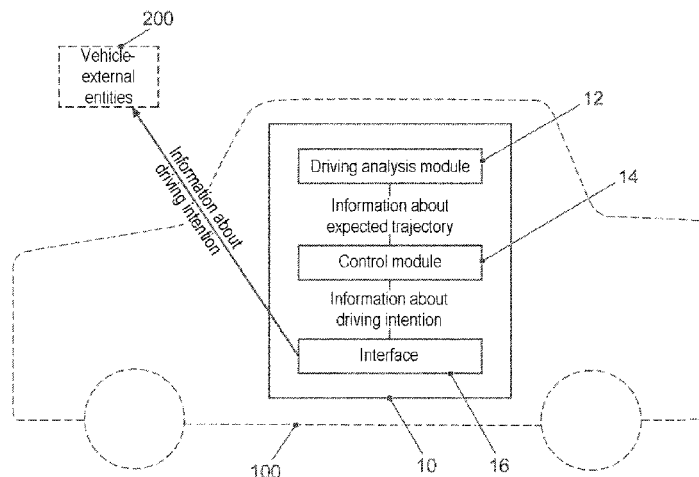 200
Vehicle-
external
entities
12
Driving analysis module
14
Information about
expected trajectory
Information about
driving intention
Control module
Information about
driving intention
Interface
100
10
16